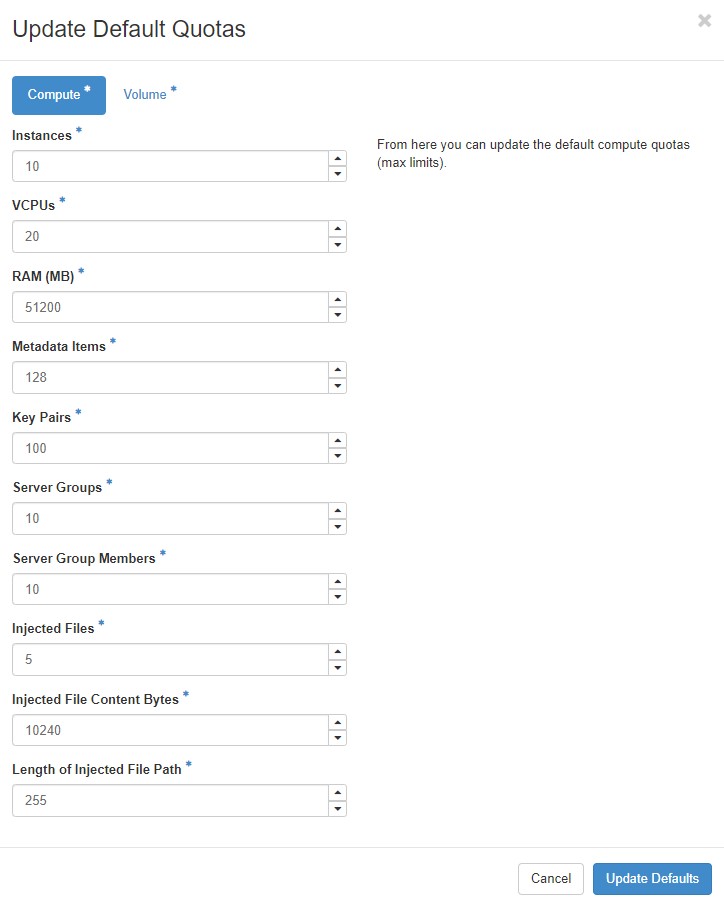 Update Default Quotas
×
Compute *
Volume *
Instances *
10
From here you can update the default compute quotas
(max limits).
VCPUs *
20
RAM (MB) *
51200
Metadata Items *
128
Key Pairs *
100
Server Groups *
10
Server Group Members *
10
Injected Files *
5
Injected File Content Bytes *
10240
Length of Injected File Path *
255
Cancel
Update Defaults